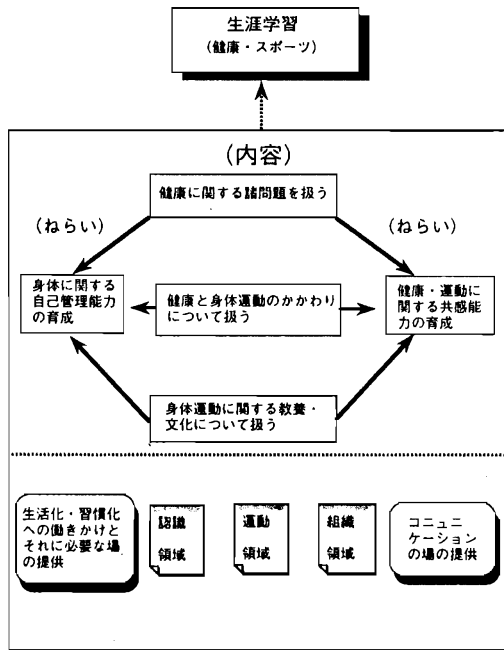 生涯学習
(健康・スポーツ)
(内容)
健康に関する諸問題を扱う
(ねらい)
(ねらい)
身体に関する
自己管理能力
の育成
健康と身体運動のかかわり
について扱う
健康・運動に
関する共感能
力の育成
身体運動に関する教養・
文化について扱う
生活化・習慣化
への働きかけと
それに必要な場
の提供
認識
領域
運動
領域
組織
領域
コニュニ
ケーション
の場の提供